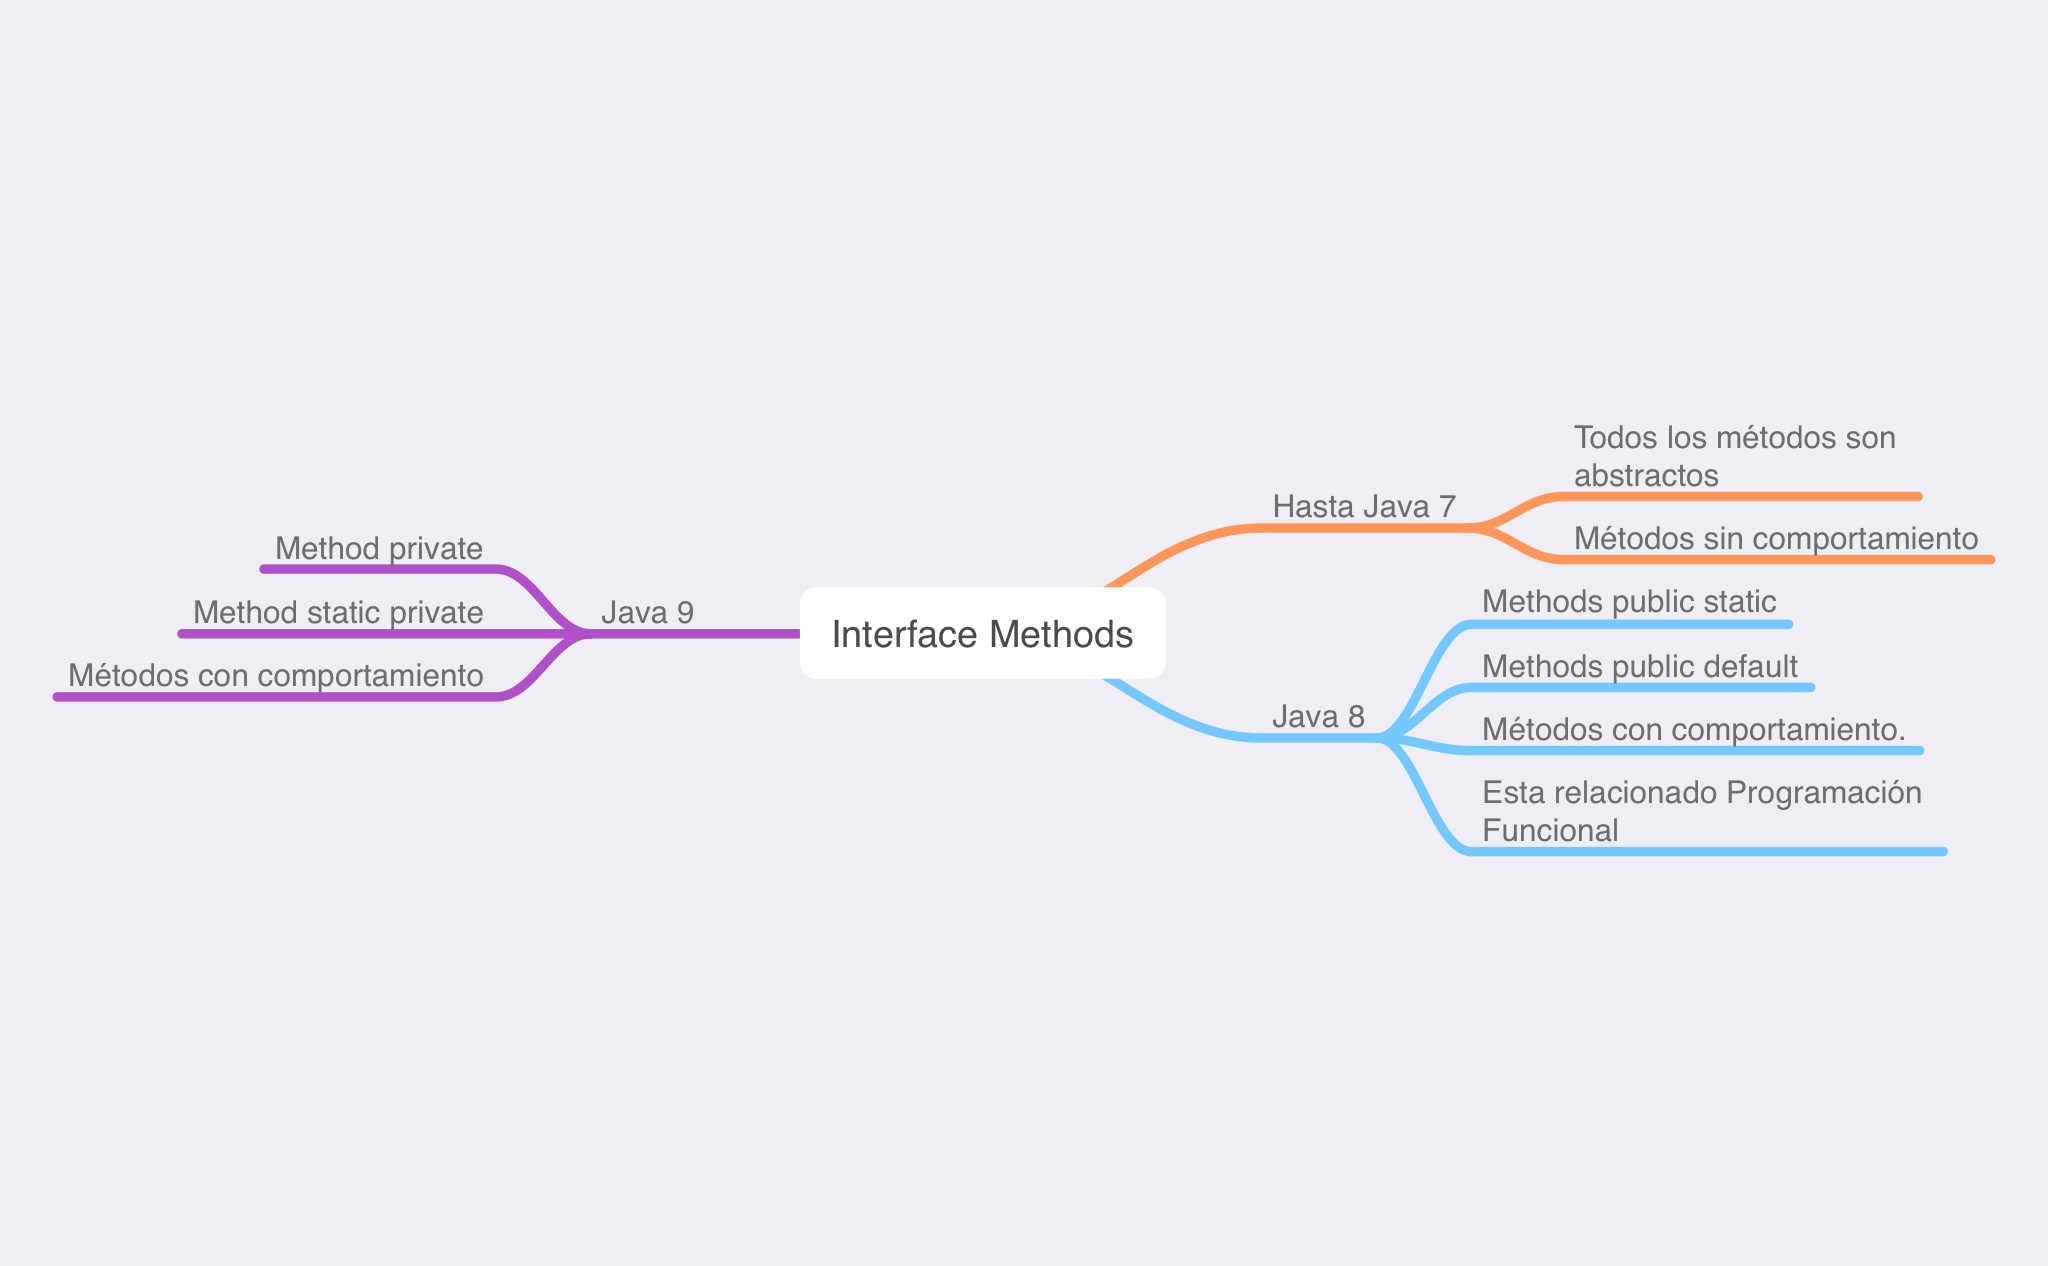 Interface Methods
Hasta Java 7
Todos los métodos son
abstractos
Métodos sin comportamiento
Java 8
Methods public static
Methods public default
Métodos con comportamiento.
Esta relacionado Programación
Funcional
Java 9
Method private
Method static private
Métodos con comportamiento